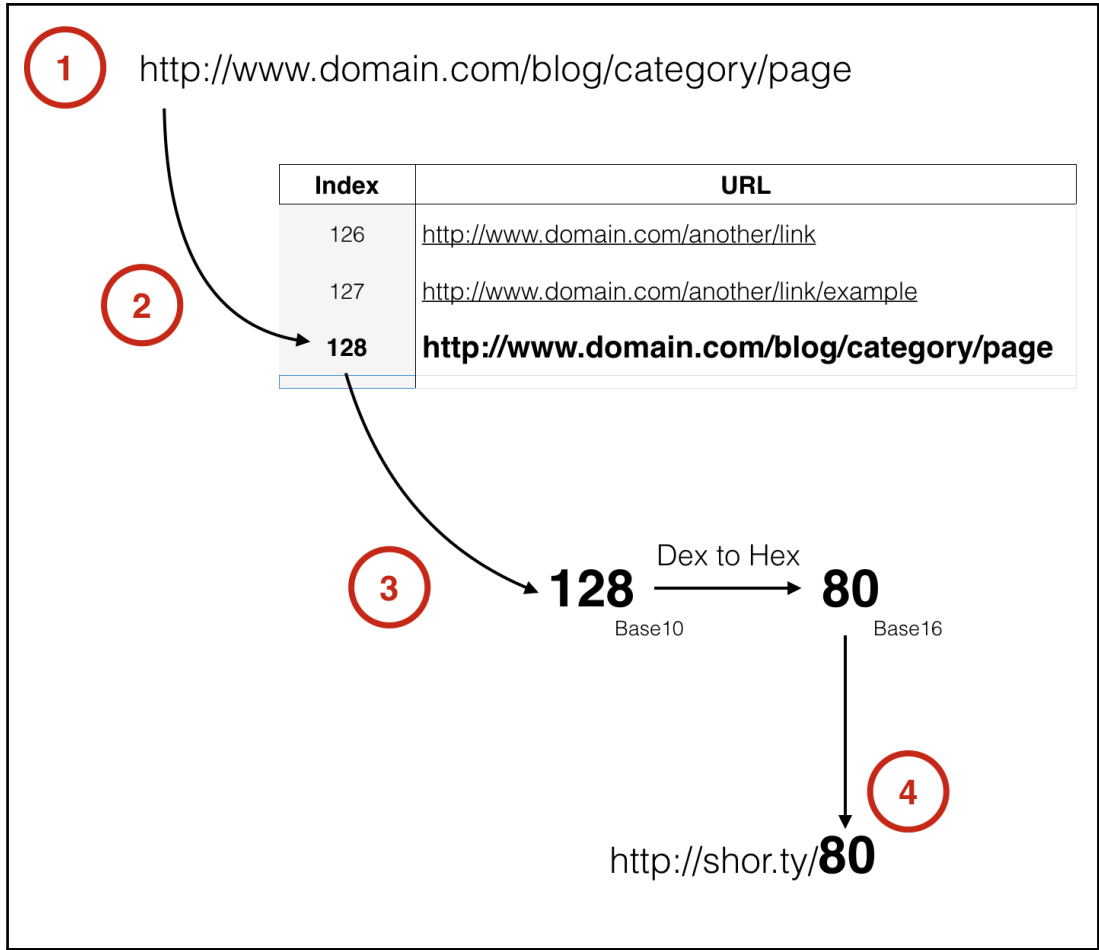 1 http://www.domain.com/blog/category/page
Index URL
126 http://www.domain.com/another/link
127 http://www.domain.com/another/link/example
2
128 http://www.domain.com/blog/category/page
3
Dex to Hex
128 80
Base10 Base16
4
http://shor.ty/80